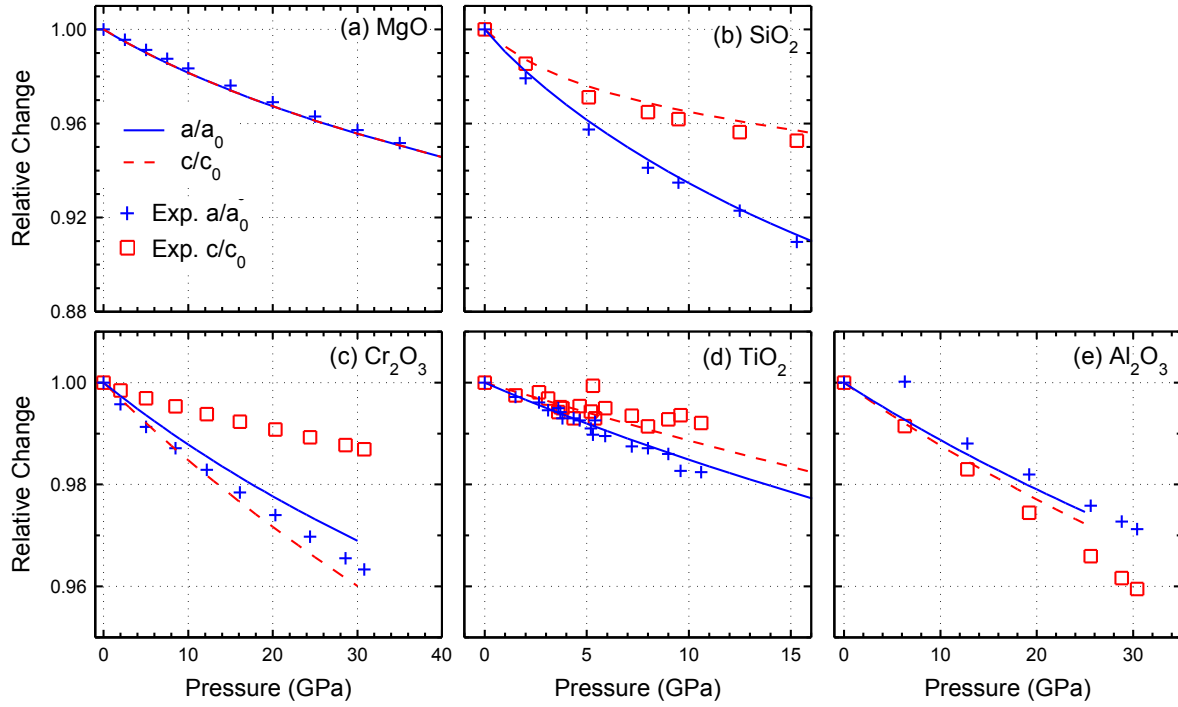 (a) MgO
(b) SiO2
1.00
0.96
0.92
0.88
Relative Change
a/a0
c/c0
Exp. a/a0
Exp. c/c0
0 10 20 30 40
0 5 10 15
(c) Cr2O3
(d) TiO2
(e) Al2O3
1.00
0.98
0.96
Relative Change
0 10 20 30 40
0 5 10 15
0 10 20 30
Pressure (GPa)
Pressure (GPa)
Pressure (GPa)